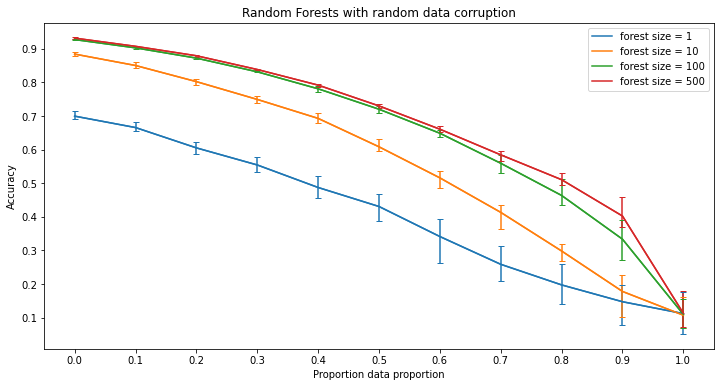 Random Forests with random data corruption
forest size = 1
forest size = 10
forest size = 100
forest size = 500
Accuracy
0.9
0.8
0.7
0.6
0.5
0.4
0.3
0.2
0.1
0.0 0.1 0.2 0.3 0.4 0.5 0.6 0.7 0.8 0.9 1.0
Proportion data proportion